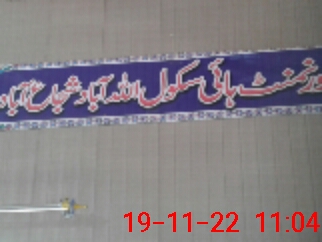 ورنمنٹ ہائی سکول اللہ آباد شجاع آباد
19-11-22 11:04